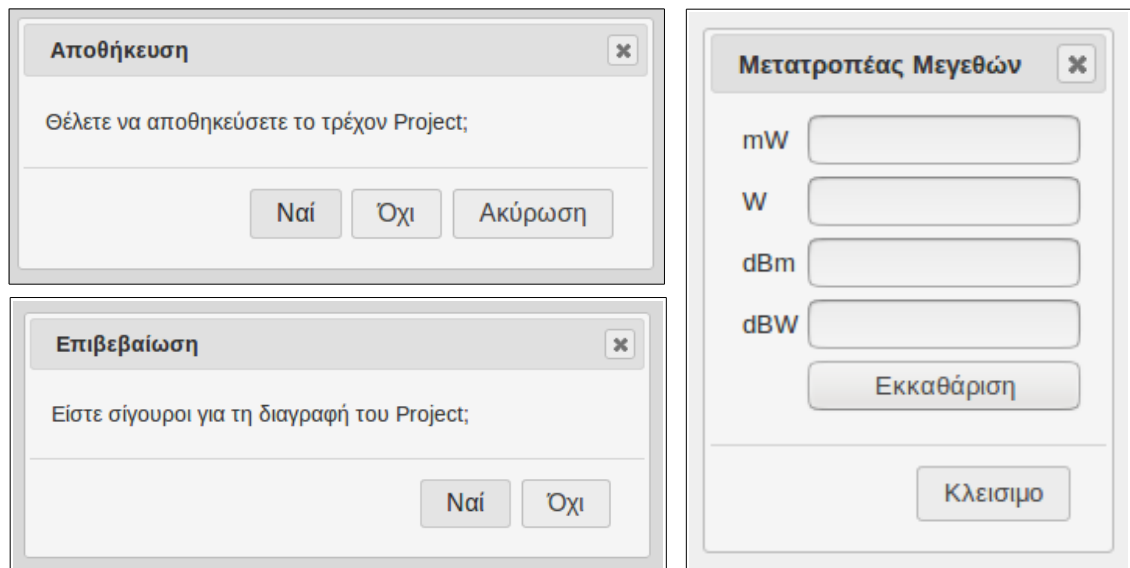 Αποθήκευση
Θέλετε να αποθηκεύσετε το τρέχον Project;
Ναί Όχι Ακύρωση
Επιβεβαίωση
Είστε σίγουροι για τη διαγραφή του Project;
Ναί Όχι
Μετατροπέας Μεγεθών
mW
W
dBm
dBW
Εκκαθάριση
Κλεισιμο